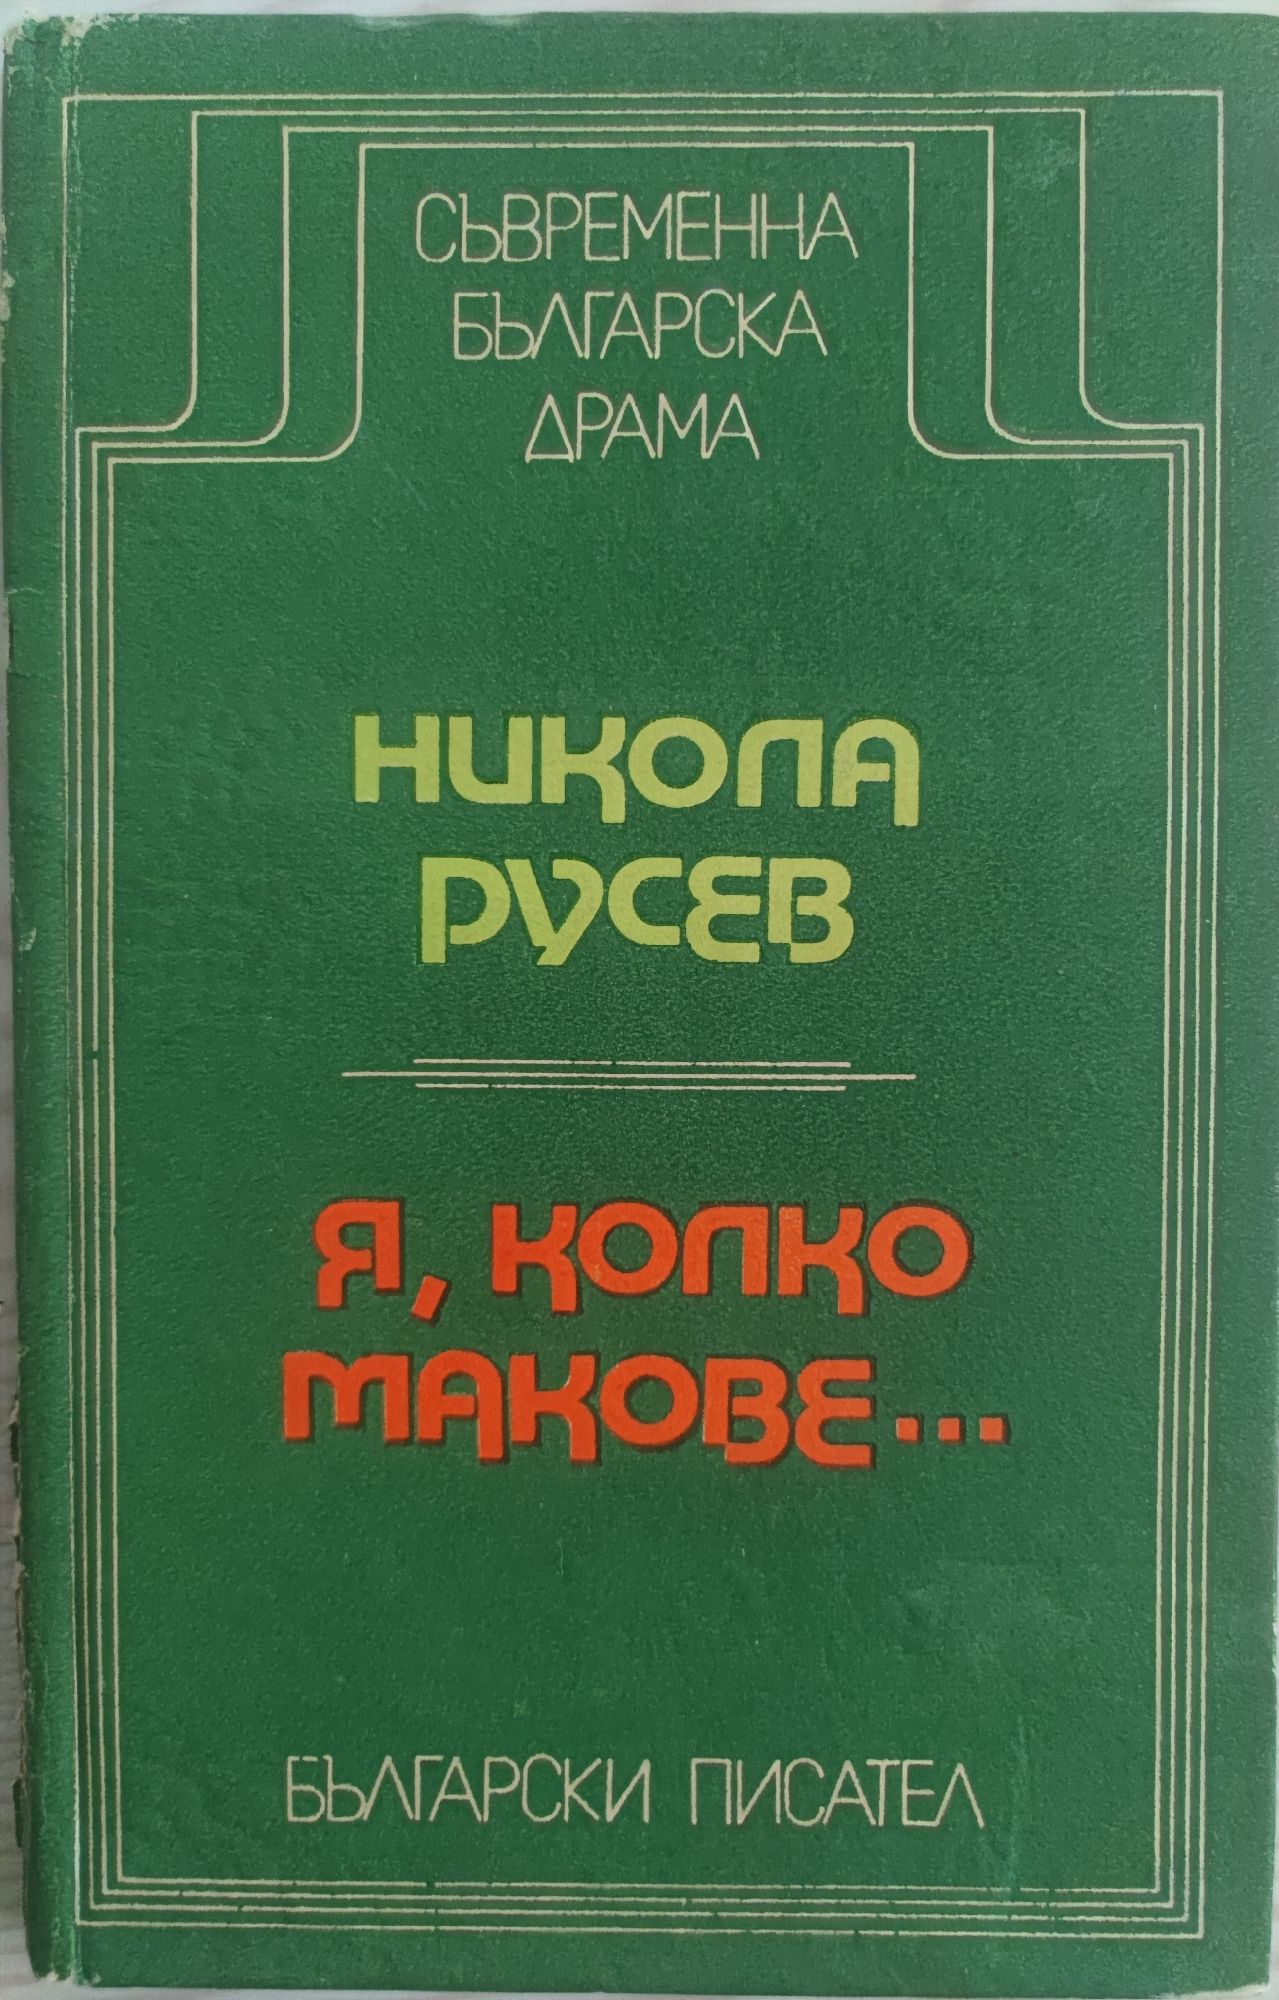 СЪВРЕМЕННА
БЪЛГАРСКА
ДРАМА
НИКОЛА
РУСЕВ
Я, КОЛКО
МАКОВЕ...
БЪЛГАРСКИ ПИСАТЕЛ